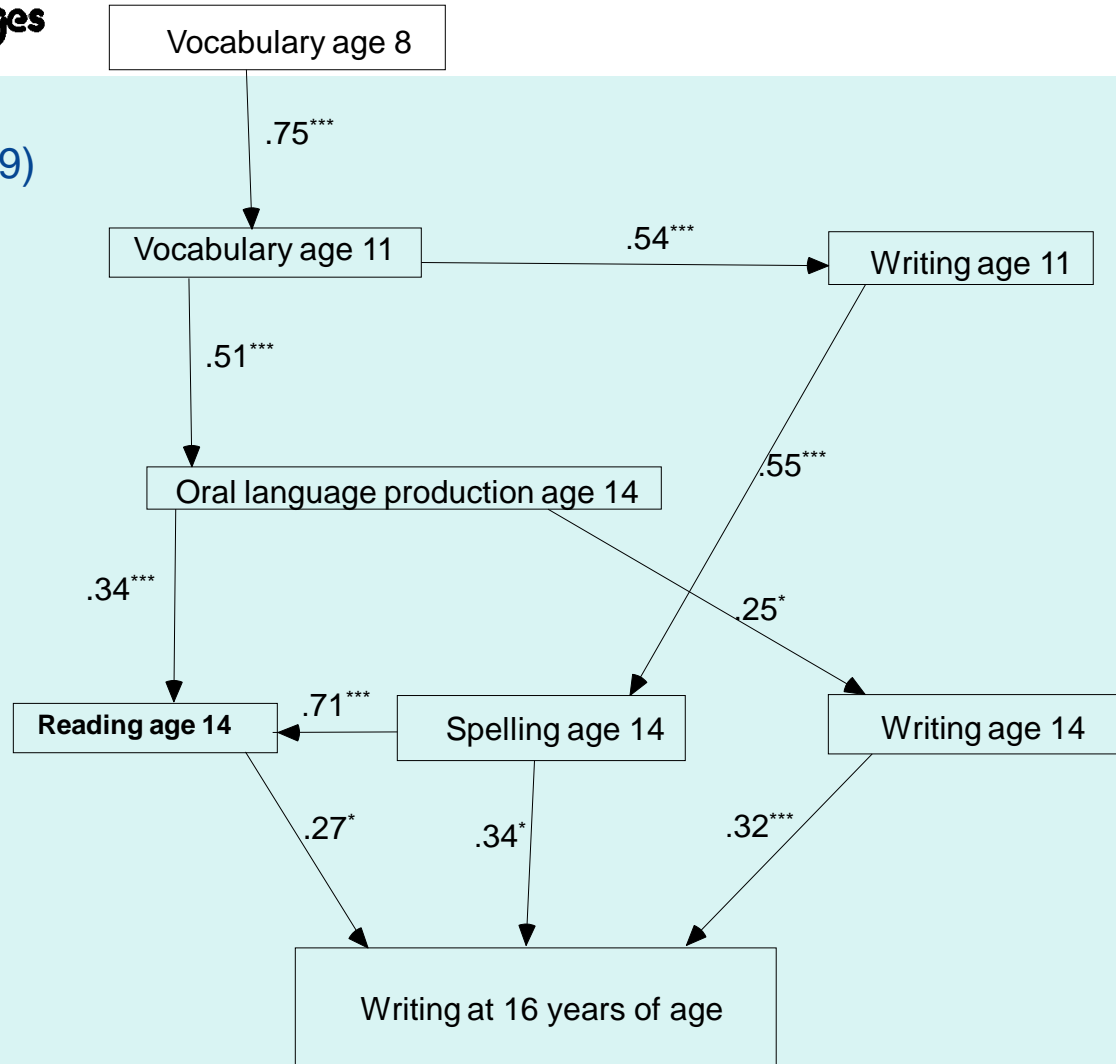 Vocabulary age 8
.75***
9)
Vocabulary age 11
.54***
Writing age 11
.51***
.55***
Oral language production age 14
.34***
.25*
Reading age 14
.71***
Spelling age 14
Writing age 14
.27*
.34*
.32***
Writing at 16 years of age